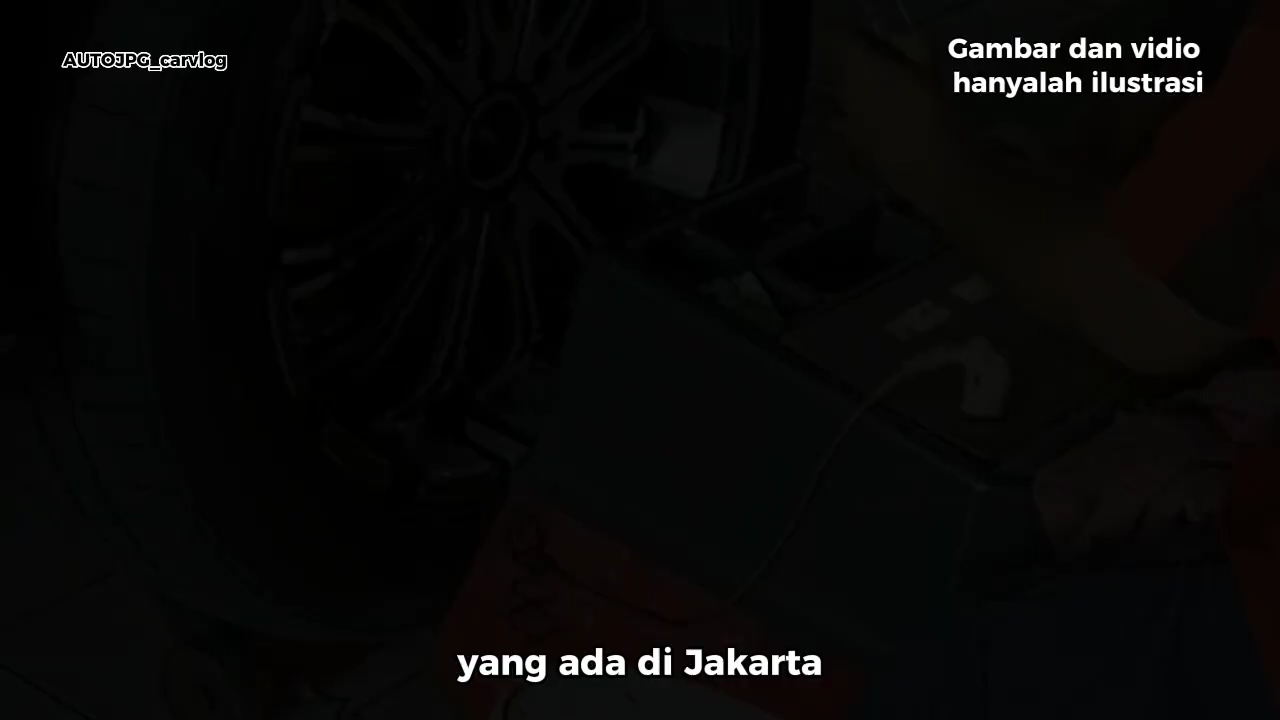 AUTOJPG_carvlog
Gambar dan vidio
hanyalah ilustrasi
yang ada di Jakarta